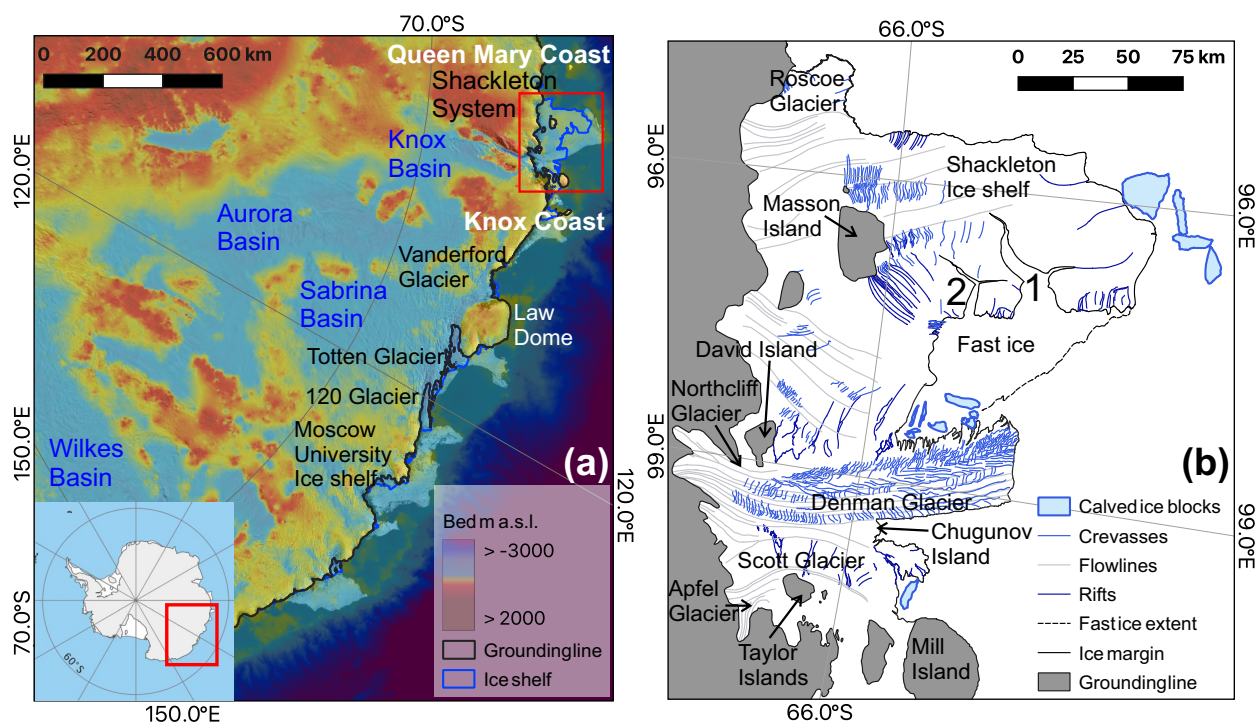 70.0°S
0 200 400 600 km
Queen Mary Coast
Shackleton
System
Knox
Basin
120.0°E
Aurora
Basin
Knox Coast
Vanderford
Glacier
Sabrina
Basin
Law
Dome
Totten Glacier
120 Glacier
Moscow
University
Ice shelf
150.0°E
Wilkes
Basin
(a)
120.0°E
Bed m a.s.l.
> -3000
> 2000
Groundingline
Ice shelf
60°S
70.0°S
150.0°E
66.0°S
0 25 50 75 km
Roscoe
Glacier
96.0°E
Shackleton
Ice shelf
Masson
Island
96.0°E
2
1
Fast ice
David Island
Northcliff
Glacier
99.0°E
(b)
Denman Glacier
Chugunov
Island
99.0°E
Scott Glacier
Apfel
Glacier
Taylor
Islands
Mill
Island
Calved ice blocks
Crevasses
Flowlines
Rifts
Fast ice extent
Ice margin
Groundingline
66.0°S